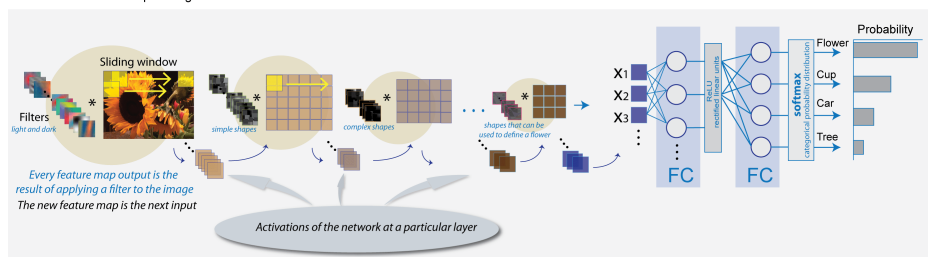 Sliding window
Filters
light and dark
*
simple shapes
*
complex shapes
*
shapes that can be
used to define a flower
*
Every feature map output is the
result of applying a filter to the image
The new feature map is the next input
Activations of the network at a particular layer
X1
X2
X3
FC
ReLU
rectified linear units
FC
softmax
categorical probability distribution
Probability
Flower
Cup
Car
Tree